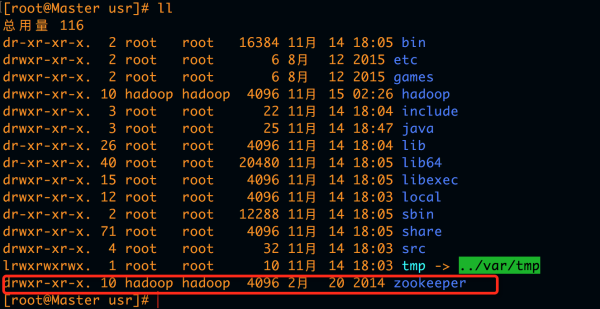 [root@Master usr]# ll
总用量 116
dr-xr-xr-x.  2 root   root   16384 11月  14 18:05 bin
drwxr-xr-x.  2 root   root       6 8月   12 2015 etc
drwxr-xr-x.  2 root   root       6 8月   12 2015 games
drwxr-xr-x. 10 hadoop hadoop  4096 11月  15 02:26 hadoop
drwxr-xr-x.  3 root   root      22 11月  14 18:04 include
drwxr-xr-x.  3 root   root      25 11月  14 18:47 java
dr-xr-xr-x. 26 root   root    4096 11月  14 18:04 lib
dr-xr-xr-x. 40 root   root   20480 11月  14 18:05 lib64
drwxr-xr-x. 15 root   root    4096 11月  14 18:05 libexec
drwxr-xr-x. 12 root   root    4096 11月  14 18:03 local
dr-xr-xr-x.  2 root   root   12288 11月  14 18:05 sbin
drwxr-xr-x. 71 root   root    4096 11月  14 18:05 share
drwxr-xr-x.  4 root   root      32 11月  14 18:03 src
lrwxrwxrwx.  1 root   root      10 11月  14 18:03 tmp -> ../var/tmp
drwxr-xr-x. 10 hadoop hadoop  4096 2月   20 2014 zookeeper
[root@Master usr]#